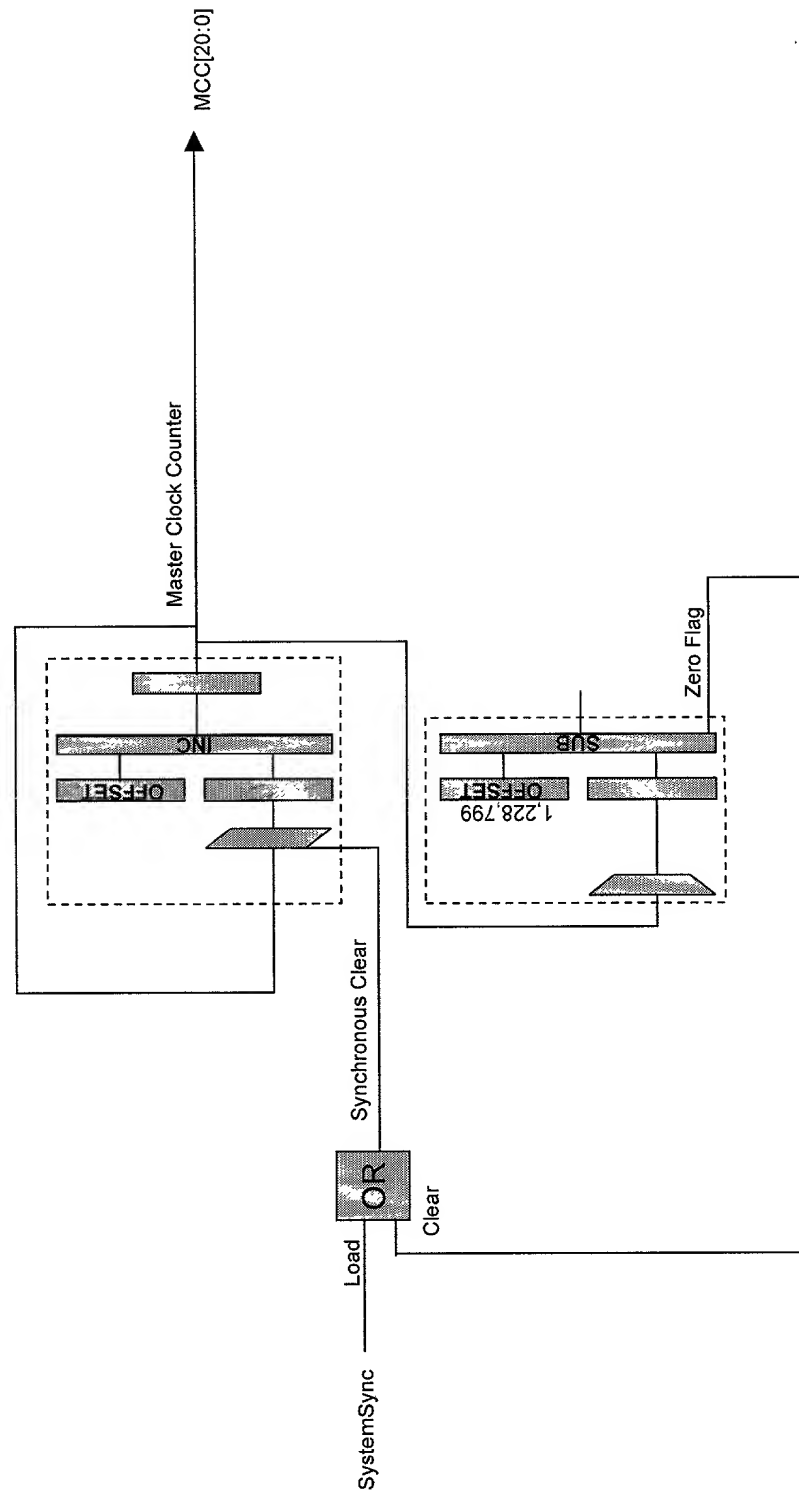 MCC[20:0]
Master Clock Counter
INC
OFFSET
Synchronous Clear
OR
Load
Clear
SystemSync
SUB
OFFSET
1,228,799
Zero Flag